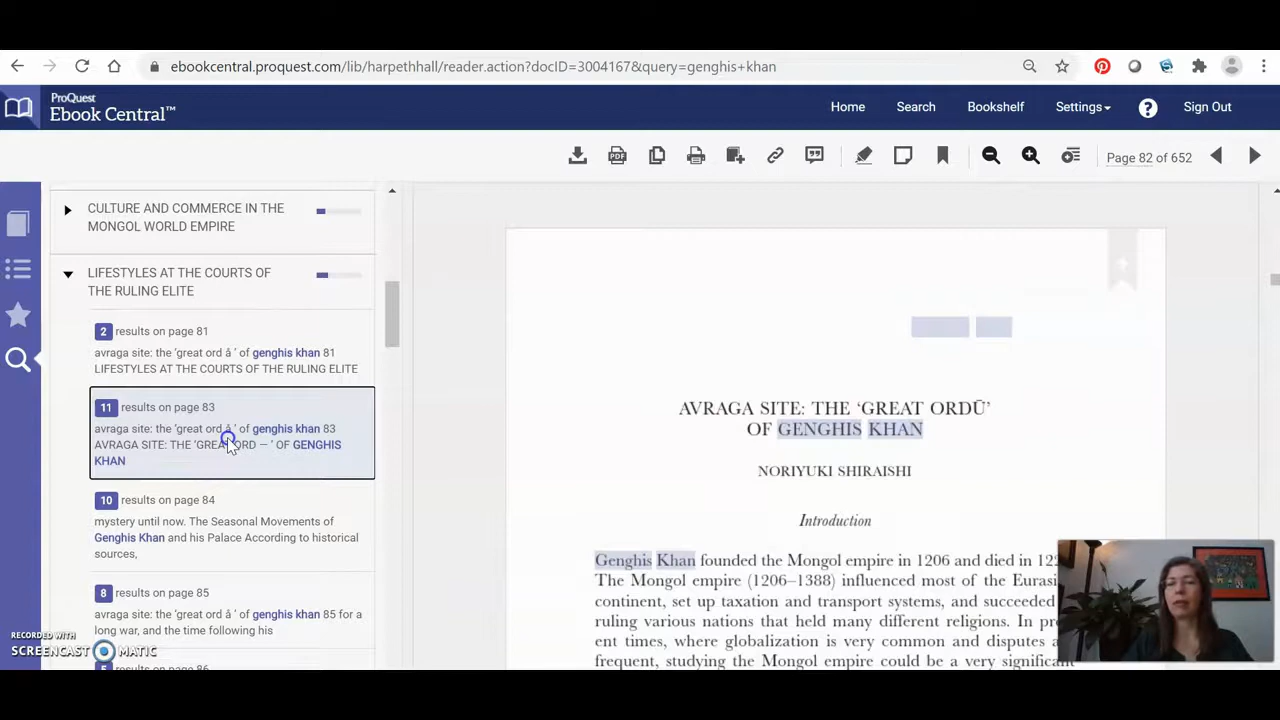 ebookcentral.proquest.com/lib/harpethhall/reader.action?docID=3004167&query=genghis+khan
ProQuest
Ebook Central™
Home
Search
Bookshelf
Settings
?
Sign Out
PDF
Page 82 of 652
CULTURE AND COMMERCE IN THE
MONGOL WORLD EMPIRE
LIFESTYLES AT THE COURTS OF
THE RULING ELITE
2 results on page 81
avraga site: the 'great ord â ' of genghis khan 81
LIFESTYLES AT THE COURTS OF THE RULING ELITE
11 results on page 83
avraga site: the 'great ord â ' of genghis khan 83
AVRAGA SITE: THE 'GREAT ORD — ' OF GENGHIS
KHAN
10 results on page 84
mystery until now. The Seasonal Movements of
Genghis Khan and his Palace According to historical
sources,
8 results on page 85
avraga site: the 'great ord â ' of genghis khan 85 for a
long war, and the time following his
results on page 86
RECORDED WITH
SCREENCAST MATIC
AVRAGA SITE: THE ‘GREAT ORDŪ’
OF GENGHIS KHAN
NORIYUKI SHIRAISHI
Introduction
Genghis Khan founded the Mongol empire in 1206 and died in
The Mongol empire (1206–1388) influenced most of the Eurasi
continent, set up taxation and transport systems, and succeeded
ruling various nations that held many different religions. In pre
ent times, where globalization is very common and disputes a
frequent, studying the Mongol empire could be a very significant